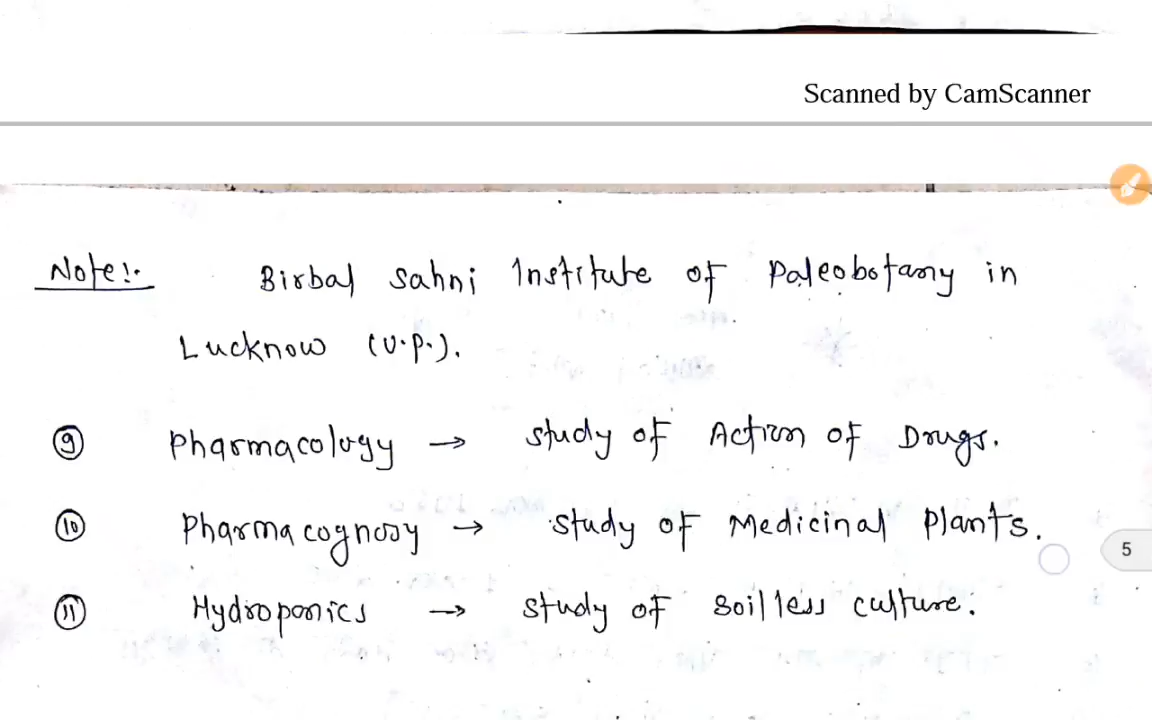 Scanned by CamScanner
Note:- Birbal Sahni Institute of Paleobotany in
Lucknow (U.P.).
9 Pharmacology → study of Action of Drugs.
10 Pharmacognosy → study of Medicinal Plants.
5
11 Hydroponics → study of soilless culture.